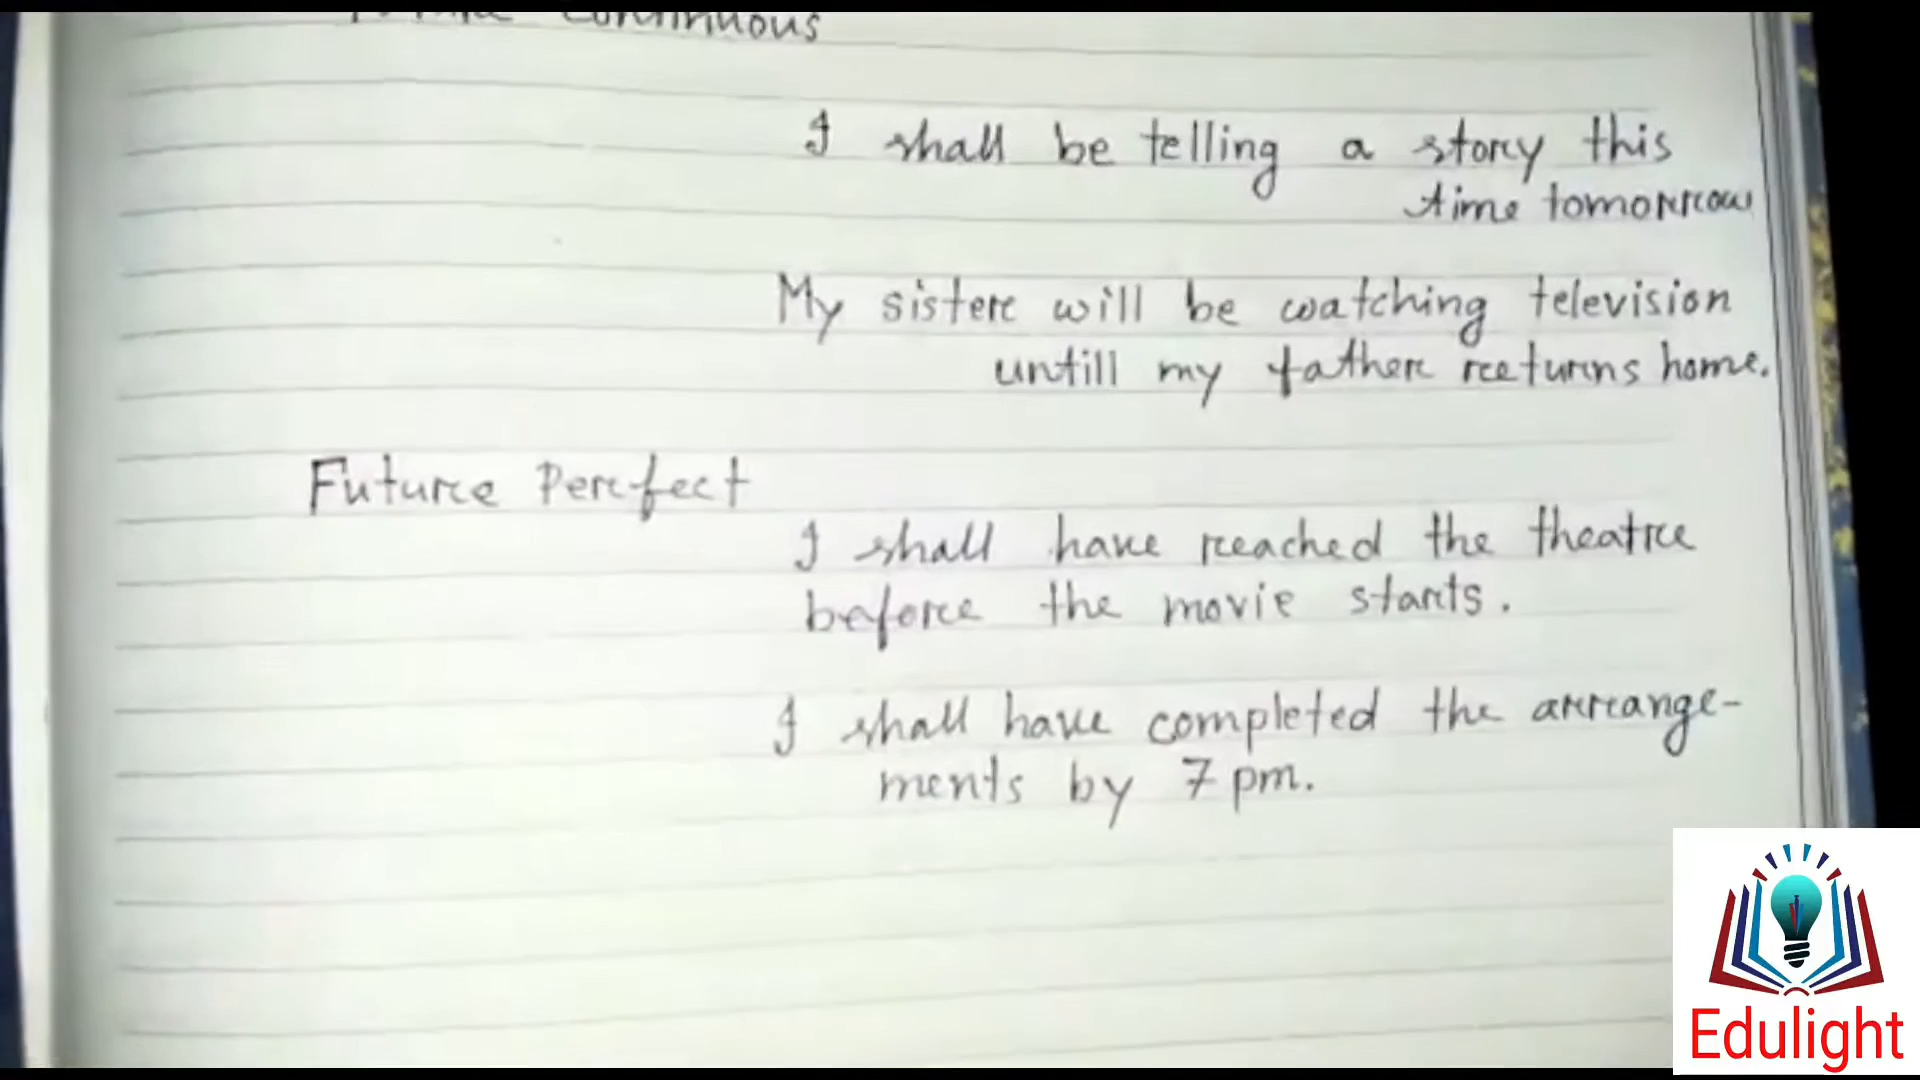 Future Continuous
I shall be telling a story this
time tomorrow
My sister will be watching television
untill my father returns home.
Future Perfect
I shall have reached the theatre
before the movie starts.
I shall have completed the arrange-
ments by 7 pm.
Edulight